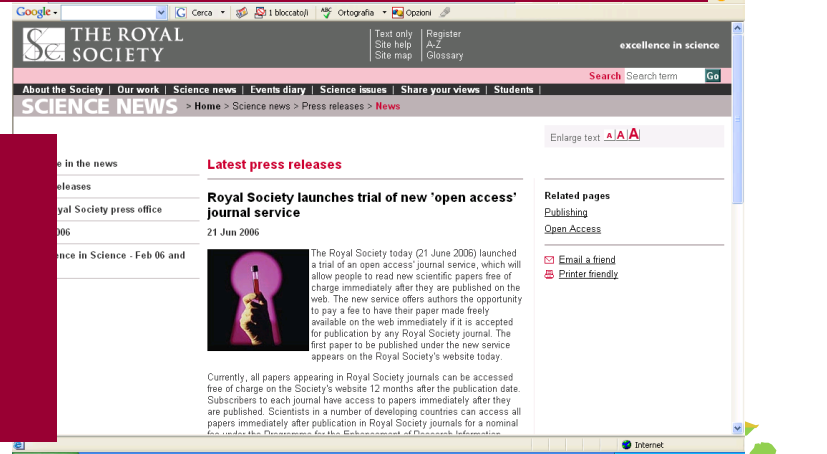 Google Cerca 1 bloccato/i Ortografia Opzioni
THE ROYAL
SOCIETY
Text only Register
Site help A-Z
Site map Glossary
excellence in science
Search Search term Go
About the Society | Our work | Science news | Events diary | Science issues | Share your views | Students |
SCIENCE NEWS > Home > Science news > Press releases > News
Enlarge text A A A
e in the news
eleases
yal Society press office
06
ence in Science - Feb 06 and
Latest press releases
Royal Society launches trial of new 'open access'
journal service
21 Jun 2006
The Royal Society today (21 June 2006) launched
a trial of an open access' journal service, which will
allow people to read new scientific papers free of
charge immediately after they are published on the
web. The new service offers authors the opportunity
to pay a fee to have their paper made freely
available on the web immediately if it is accepted
for publication by any Royal Society journal. The
first paper to be published under the new service
appears on the Royal Society's website today.
Currently, all papers appearing in Royal Society journals can be accessed
free of charge on the Society's website 12 months after the publication date.
Subscribers to each journal have access to papers immediately after they
are published. Scientists in a number of developing countries can access all
papers immediately after publication in Royal Society journals for a nominal
fee under the Programme for the Enhancement of Research Information
Related pages
Publishing
Open Access
Email a friend
Printer friendly
Internet